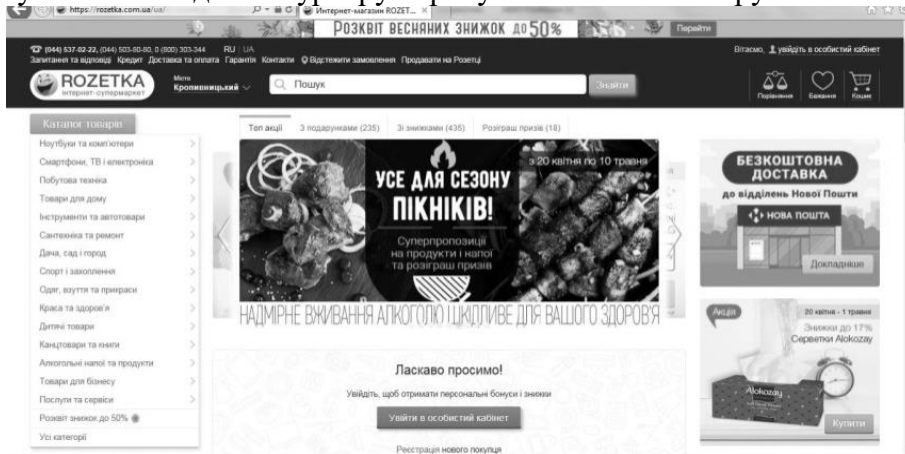 https://rozetka.com.ua/ua/
Интернет-магазин ROZET...
РОЗКВІТ ВЕСНЯНИХ ЗНИЖОК ДО 50%
Перейти
(044) 537-02-22, (044) 503-80-80, 0 (800) 303-344 RU | UA
Вітаємо, увійдіть в особистий кабінет
Запитання та відповіді Кредит Доставка та оплата Гарантія Контакти Відстежити замовлення Продавати на Розетці
ROZETKA
інтернет-супермаркет
Місто
Кропивницький
Пошук
Знайти
Порівняння Бажання Кошик
Каталог товарів
Ноутбуки та комп'ютери
Смартфони, ТВ і електроніка
Побутова техніка
Товари для дому
Інструменти та автотовари
Сантехніка та ремонт
Дача, сад і город
Спорт і захоплення
Одяг, взуття та прикраси
Краса та здоров'я
Дитячі товари
Канцтовари та книги
Алкогольні напої та продукти
Товари для бізнесу
Послуги та сервіси
Розквіт знижок до 50%
Усі категорії
Топ акції З подарунками (235) Зі знижками (435) Розіграш призів (18)
з 20 квітня по 10 травня
УСЕ ДЛЯ СЕЗОНУ
ПІКНІКІВ!
Суперпропозиції
на продукти і напої
та розіграш призів
НАДМІРНЕ ВЖИВАННЯ АЛКОГОЛЮ ШКІДЛИВЕ ДЛЯ ВАШОГО ЗДОРОВ'Я
Ласкаво просимо!
Увійдіть, щоб отримати персональні бонуси і знижки
Увійти в особистий кабінет
Реєстрація нового покупця
БЕЗКОШТОВНА
ДОСТАВКА
до відділень Нової Пошти
НОВА ПОШТА
Докладніше
Акція
20 квітня - 1 травня
Знижки до 17%
Серветки Alokozay
Alokozay
Купити